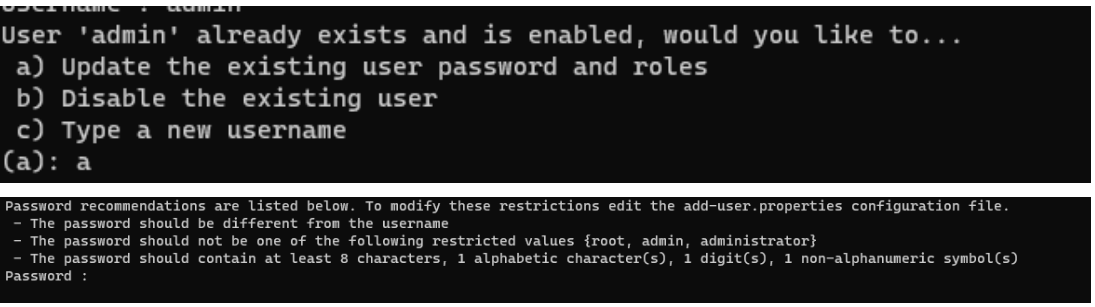 Username : admin
User 'admin' already exists and is enabled, would you like to...
 a) Update the existing user password and roles
 b) Disable the existing user
 c) Type a new username
(a): a
Password recommendations are listed below. To modify these restrictions edit the add-user.properties configuration file.
 - The password should be different from the username
 - The password should not be one of the following restricted values {root, admin, administrator}
 - The password should contain at least 8 characters, 1 alphabetic character(s), 1 digit(s), 1 non-alphanumeric symbol(s)
Password :